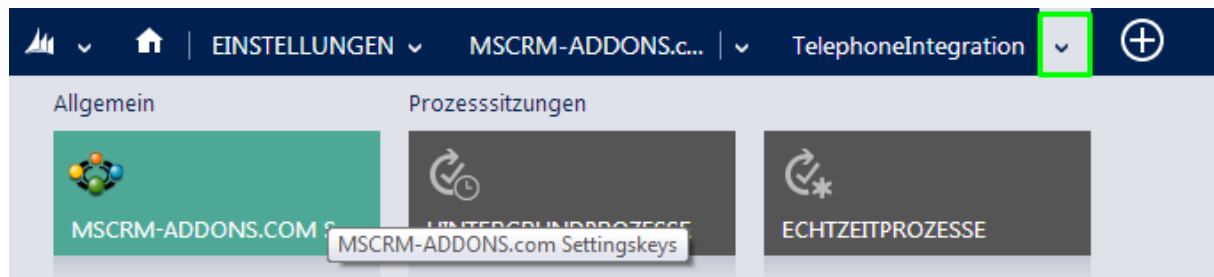 EINSTELLUNGEN MSCRM-ADDONS.c... TelephoneIntegration
Allgemein Prozesssitzungen
MSCRM-ADDONS.COM S ECHTZEITPROZESSE
MSCRM-ADDONS.com Settingskeys